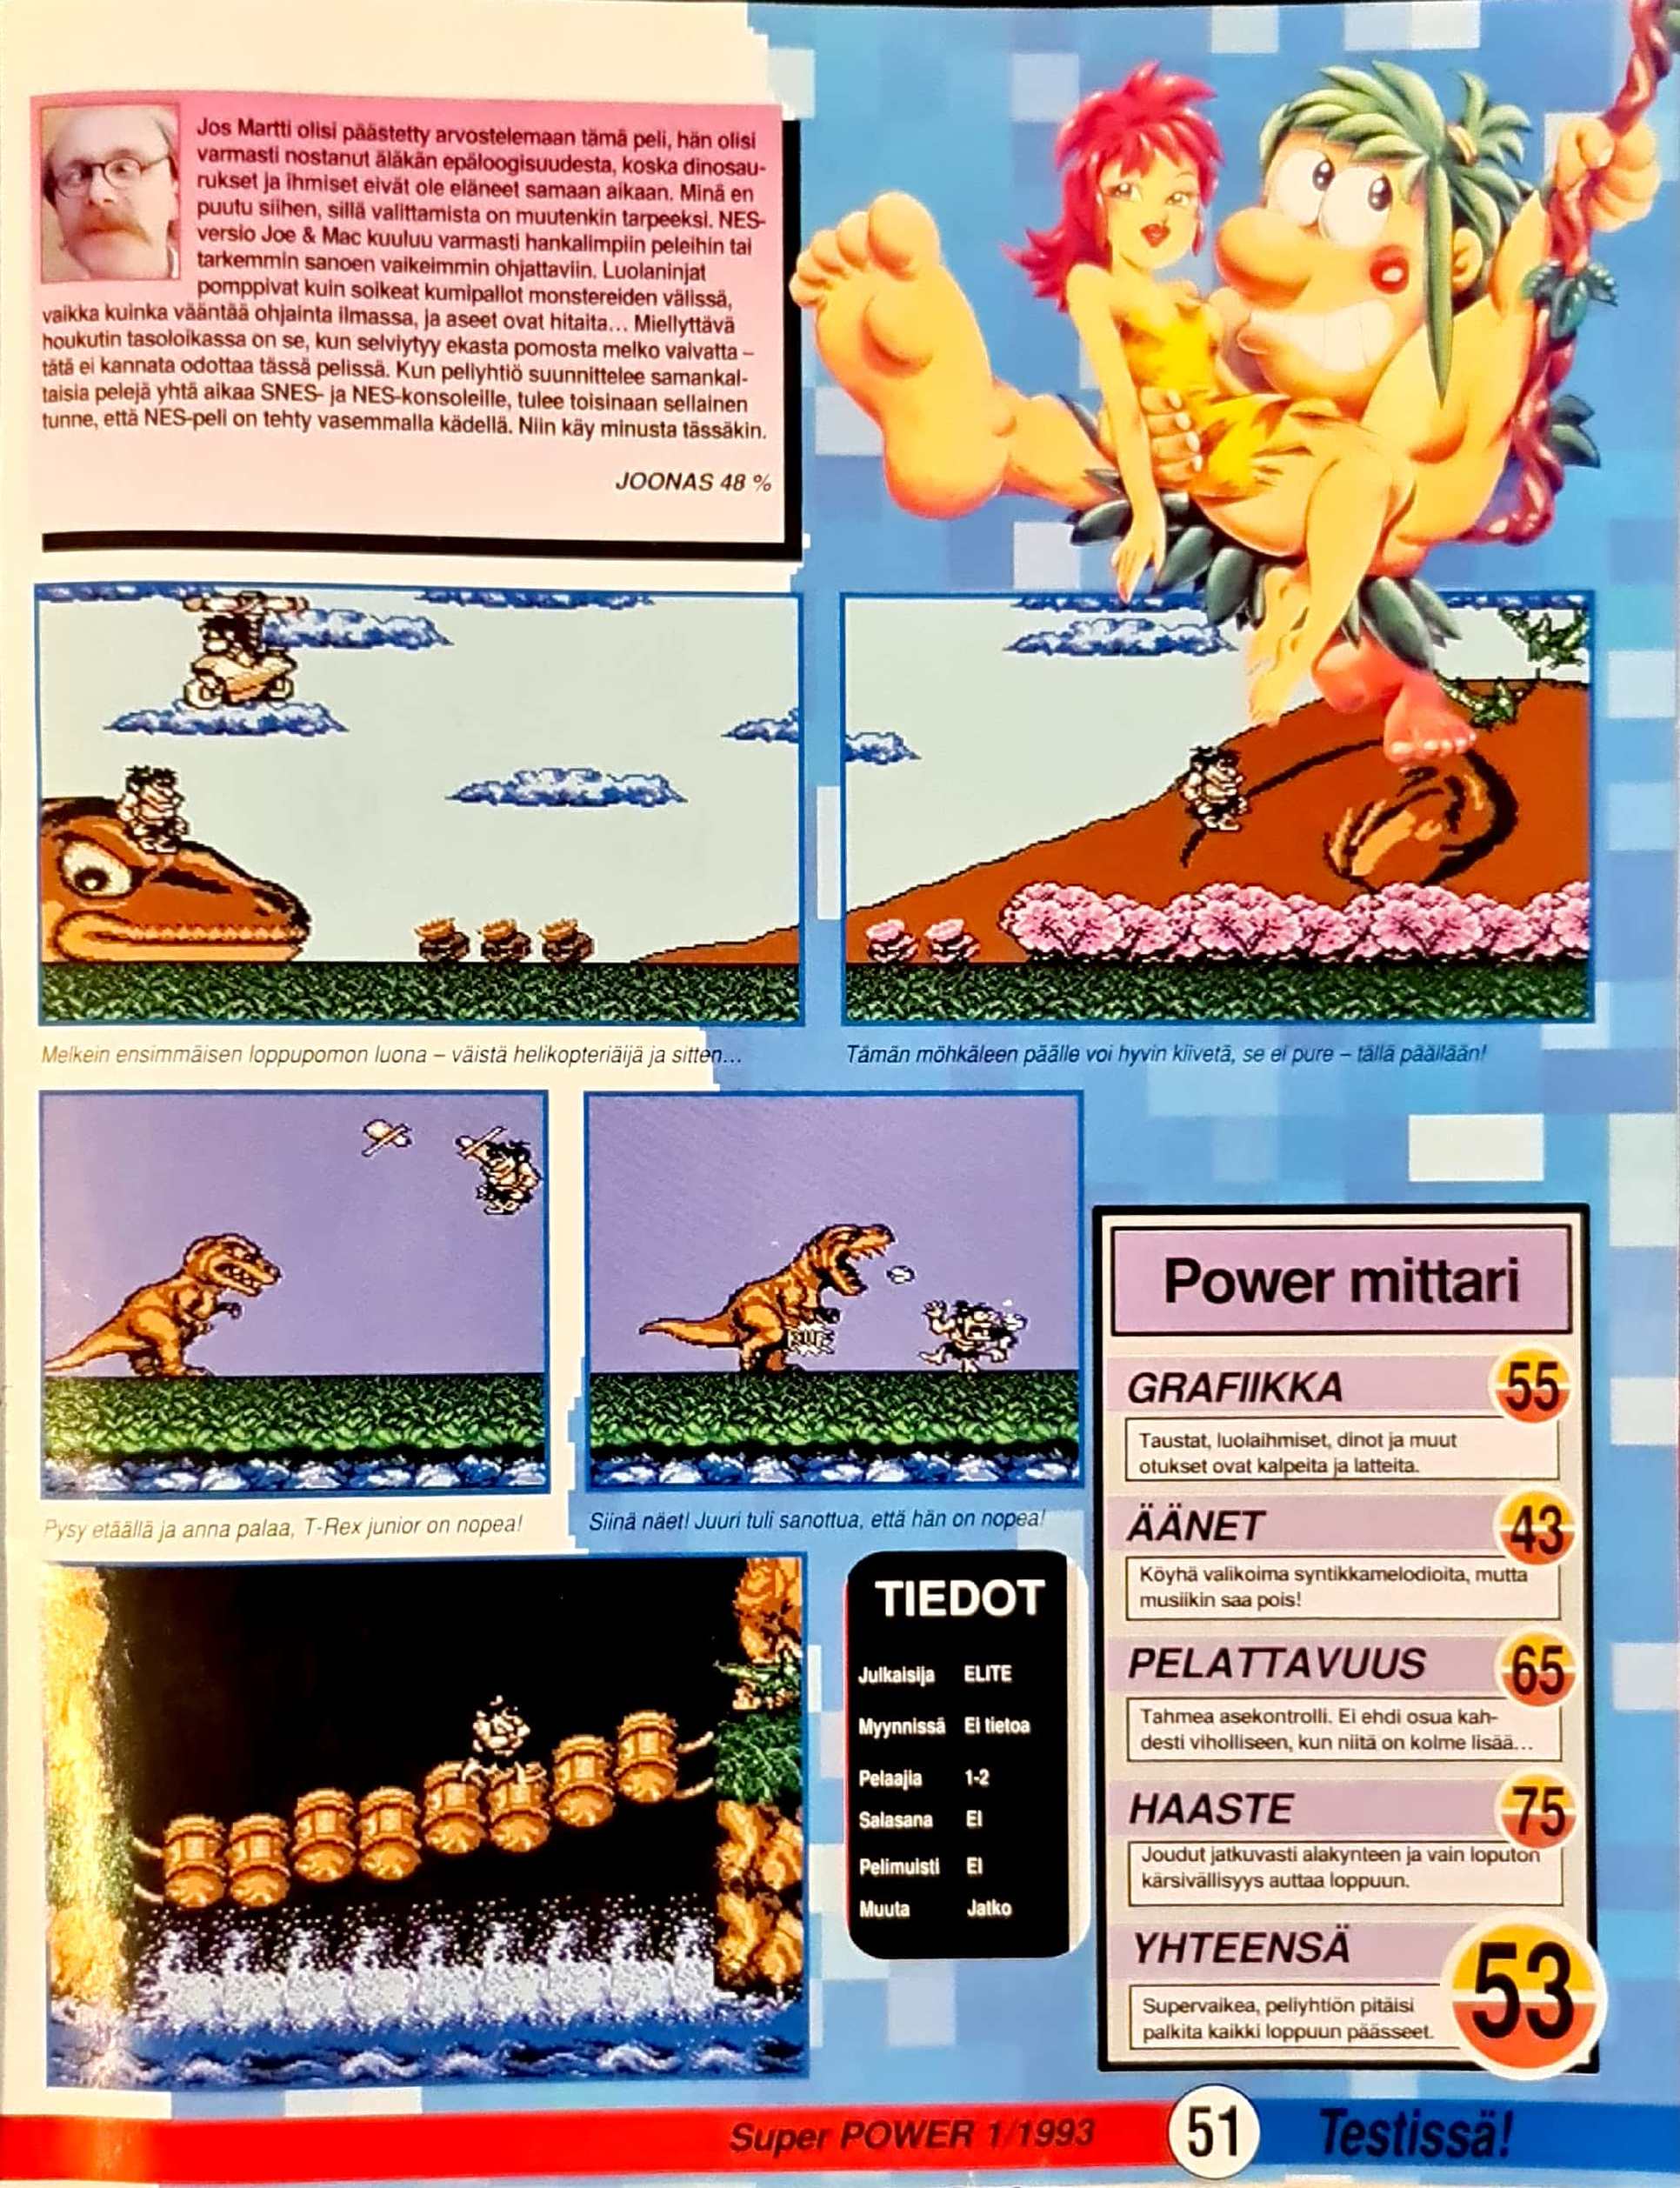 Jos Martti olisi päästetty arvostelemaan tämä peli, hän olisi
varmasti nostanut äläkän epäloogisuudesta, koska dinosau-
rukset ja ihmiset eivät ole eläneet samaan aikaan. Minä en
puutu siihen, sillä valittamista on muutenkin tarpeeksi. NES-
versio Joe & Mac kuuluu varmasti hankalimpiin peleihin tai
tarkemmin sanoen vaikeimmin ohjattaviin. Luolaninjat
pomppivat kuin soikeat kumipallot monstereiden välissä,
vaikka kuinka vääntää ohjainta ilmassa, ja aseet ovat hitaita... Miellyttävä
houkutin tasoloikassa on se, kun selviytyy ekasta pomosta melko vaivatta –
tätä ei kannata odottaa tässä pelissä. Kun peliyhtiö suunnittelee samankal-
taisia pelejä yhtä aikaa SNES- ja NES-konsoleille, tulee toisinaan sellainen
tunne, että NES-peli on tehty vasemmalla kädellä. Niin käy minusta tässäkin.
JOONAS 48 %
Melkein ensimmäisen loppupomon luona – väistä helikopteriäijä ja sitten...
Tämän möhkäleen päälle voi hyvin kiivetä, se ei pure – tällä päällään!
Pysy etäällä ja anna palaa, T-Rex junior on nopea!
Siinä näet! Juuri tuli sanottua, että hän on nopea!
TIEDOT
Julkaisija ELITE
Myynnissä Ei tietoa
Pelaajia 1-2
Salasana EI
Pelimuisti EI
Muuta Jatko
Power mittari
GRAFIIKKA 55
Taustat, luolaihmiset, dinot ja muut
otukset ovat kalpeita ja latteita.
ÄÄNET 43
Köyhä valikoima syntikkamelodioita, mutta
musiikin saa pois!
PELATTAVUUS 65
Tahmea asekontrolli. Ei ehdi osua kah-
desti viholliseen, kun niitä on kolme lisää...
HAASTE 75
Joudut jatkuvasti alakynteen ja vain loputon
kärsivällisyys auttaa loppuun.
YHTEENSÄ 53
Supervaikea, peliyhtiön pitäisi
palkita kaikki loppuun päässeet.
Super POWER 1/1993
51
Testissä!